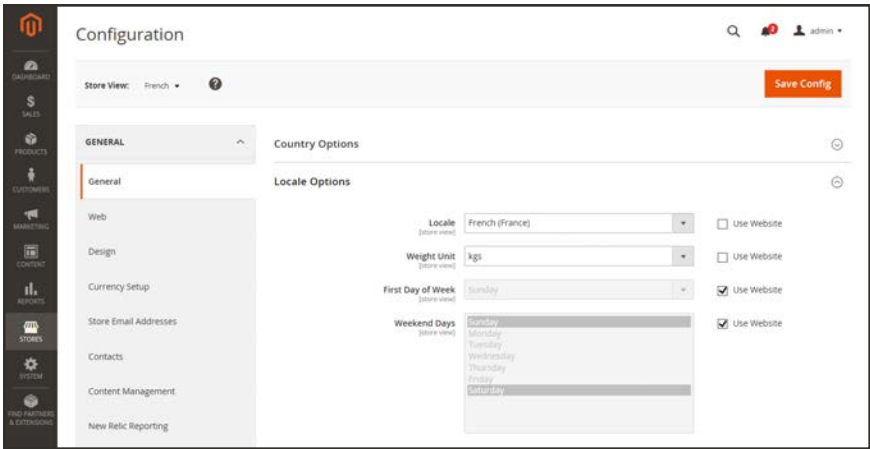 Configuration
2
admin
DASHBOARD
SALES
PRODUCTS
CUSTOMERS
MARKETING
CONTENT
REPORTS
STORES
SYSTEM
FIND PARTNERS
& EXTENSIONS
Store View: French
?
Save Config
GENERAL
General
Web
Design
Currency Setup
Store Email Addresses
Contacts
Content Management
New Relic Reporting
Country Options
Locale Options
Locale French (France) Use Website
[store view]
Weight Unit kgs Use Website
[store view]
First Day of Week Sunday Use Website
[store view]
Weekend Days Sunday Use Website
[store view]
Monday
Tuesday
Wednesday
Thursday
Friday
Saturday